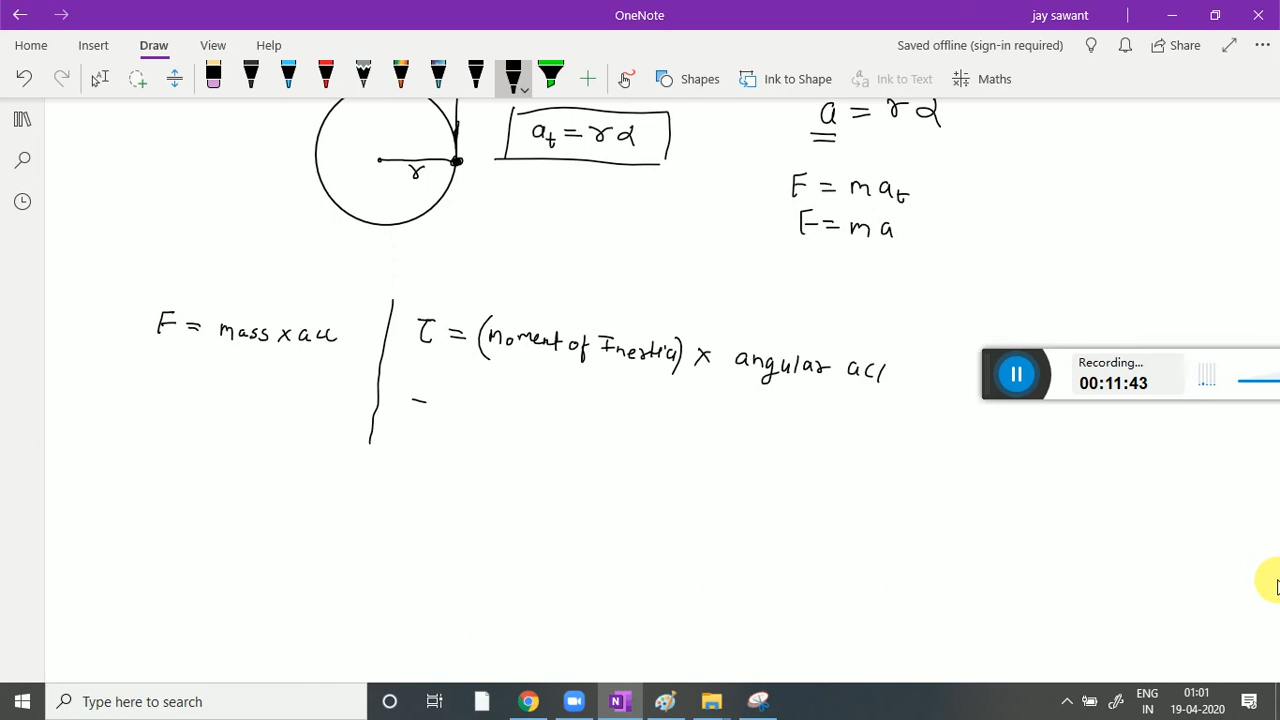 OneNote
jay sawant
Home Insert Draw View Help
Saved offline (sign-in required)
Share
Shapes
Ink to Shape
Ink to Text
Maths
a_t = r α
a = r α
r
F = m a_t
F = m a
F = mass x acc
τ = (Moment of Inertia) x angular acc
Recording...
00:11:43
Type here to search
ENG
IN
01:01
19-04-2020